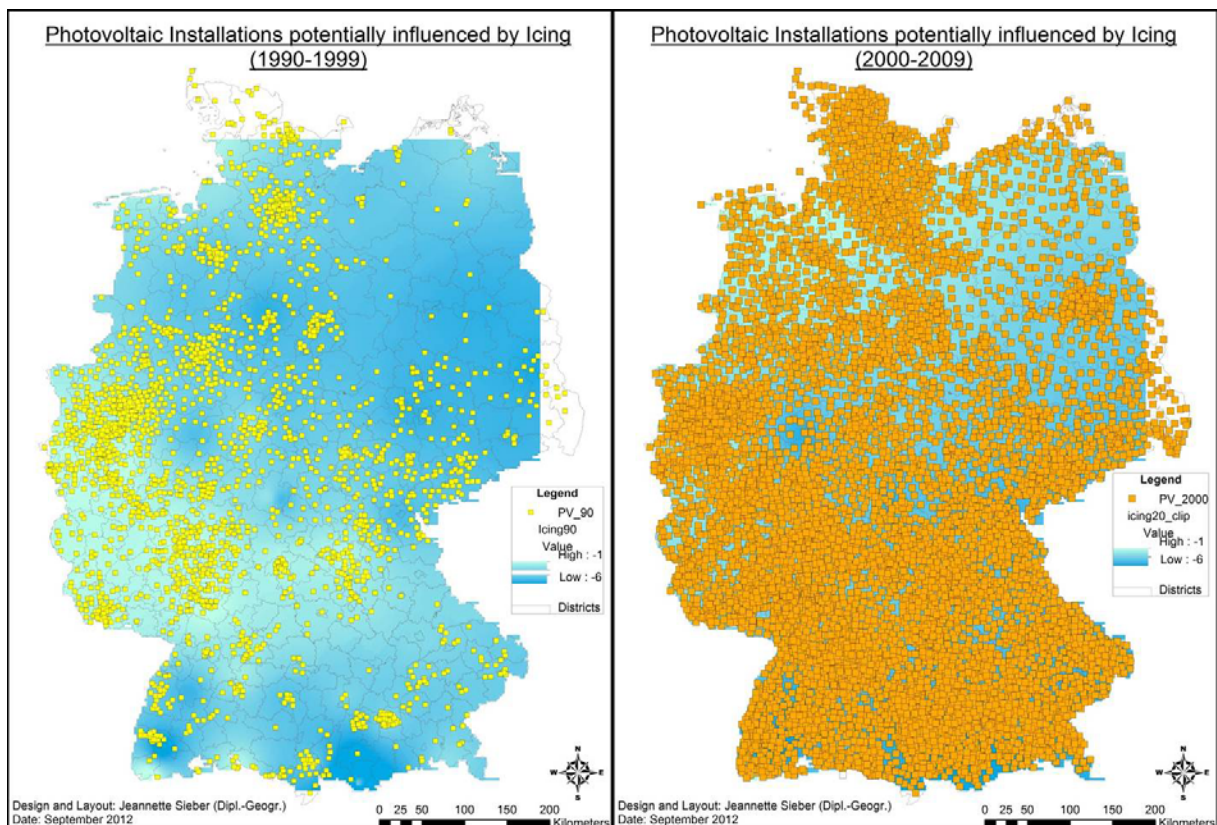 Photovoltaic Installations potentially influenced by Icing
(1990-1999)
Legend
PV_90
Icing90
Value
High : -1
Low : -6
Districts
N
W E
S
Design and Layout: Jeannette Sieber (Dipl.-Geogr.)
Date: September 2012
0 25 50 100 150 200
Kilometers
Photovoltaic Installations potentially influenced by Icing
(2000-2009)
Legend
PV_2000
icing20_clip
Value
High : -1
Low : -6
Districts
N
W E
S
Design and Layout: Jeannette Sieber (Dipl.-Geogr.)
Date: September 2012
0 25 50 100 150 200
Kilometers